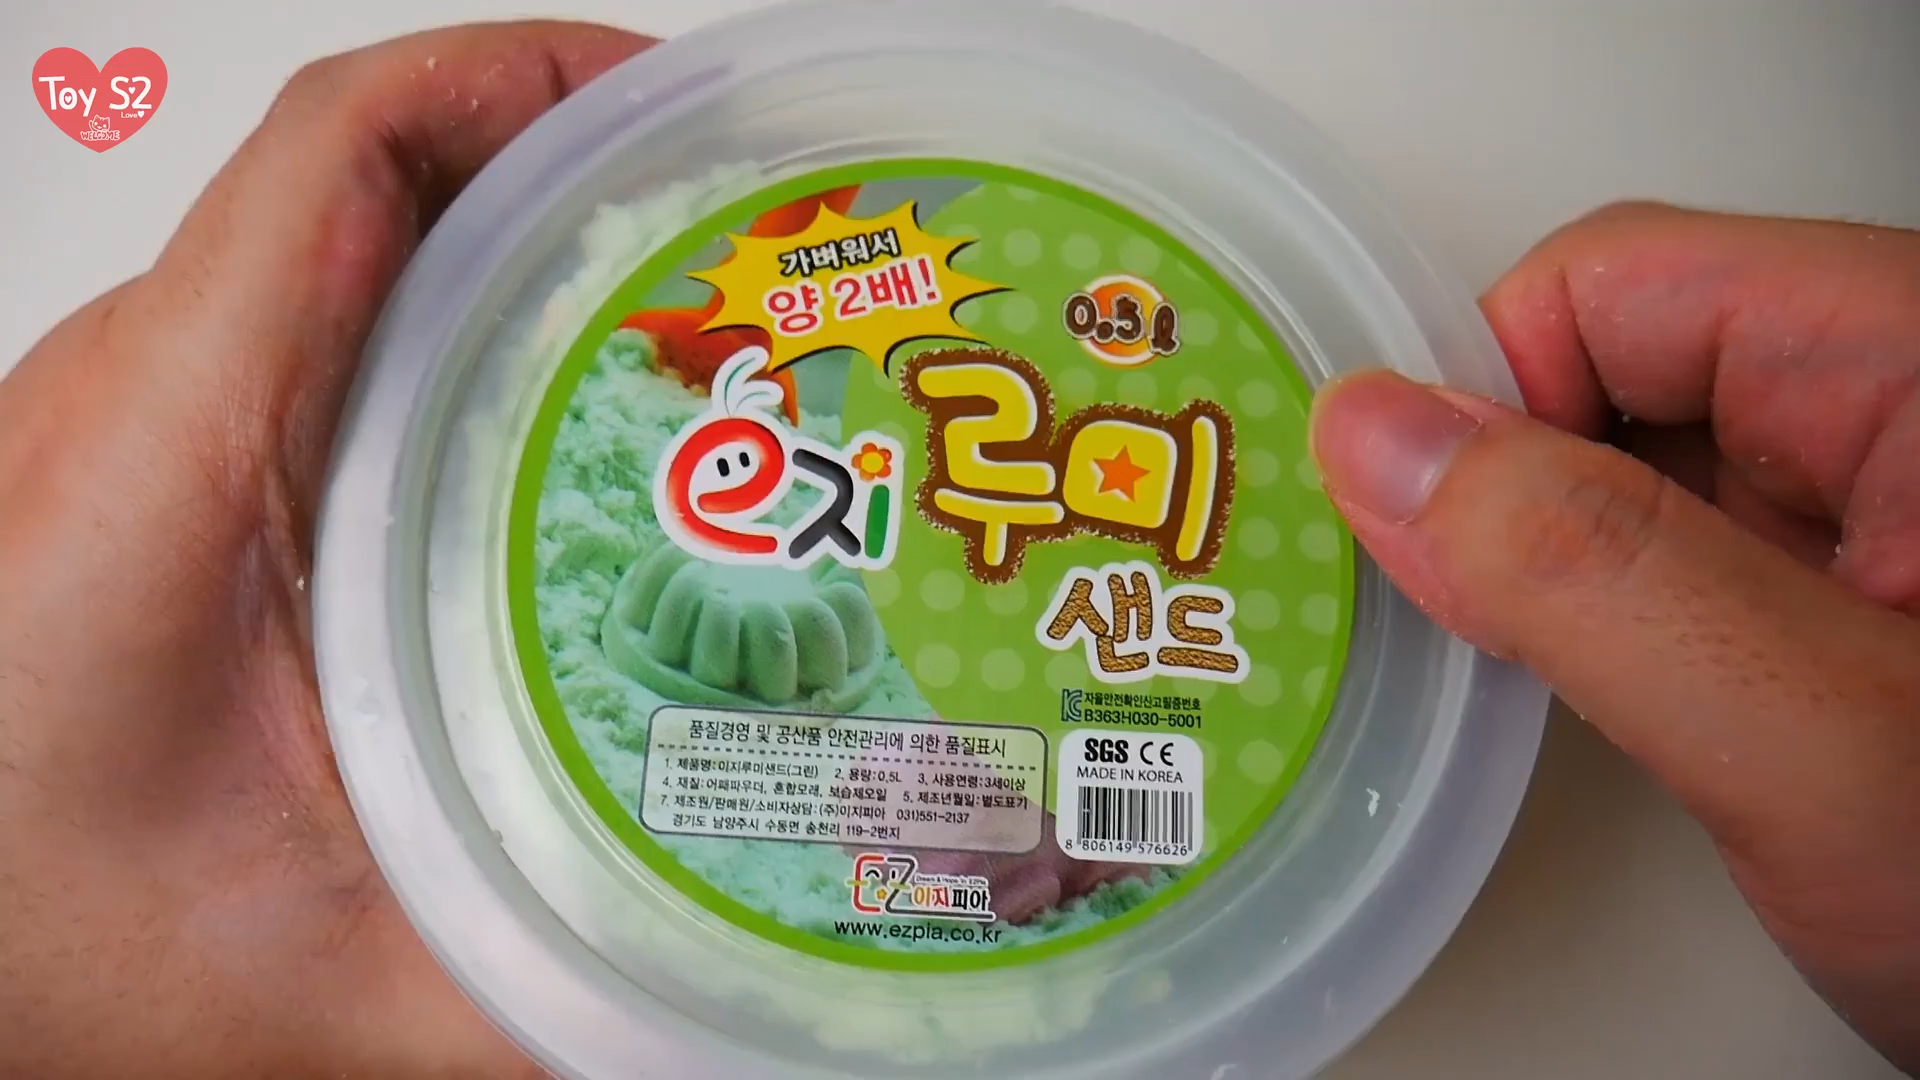 Toy S2
Love
WELCOME
가벼워서
양 2배!
0.5ℓ
e지 루미
샌드
자율안전확인신고필증번호
B363H030-5001
품질경영 및 공산품 안전관리에 의한 품질표시
1. 제품명:이지루미샌드(그린) 2. 용량:0.5L 3. 사용연령:3세이상
4. 재질:어패파우더, 혼합모래, 보습제오일 5. 제조년월일:별도표기
7. 제조원/판매원/소비자상담:(주)이지피아 031)551-2137
경기도 남양주시 수동면 송천리 119-2번지
SGS CE
MADE IN KOREA
8 806149 576626
EZ 이지피아
www.ezpia.co.kr